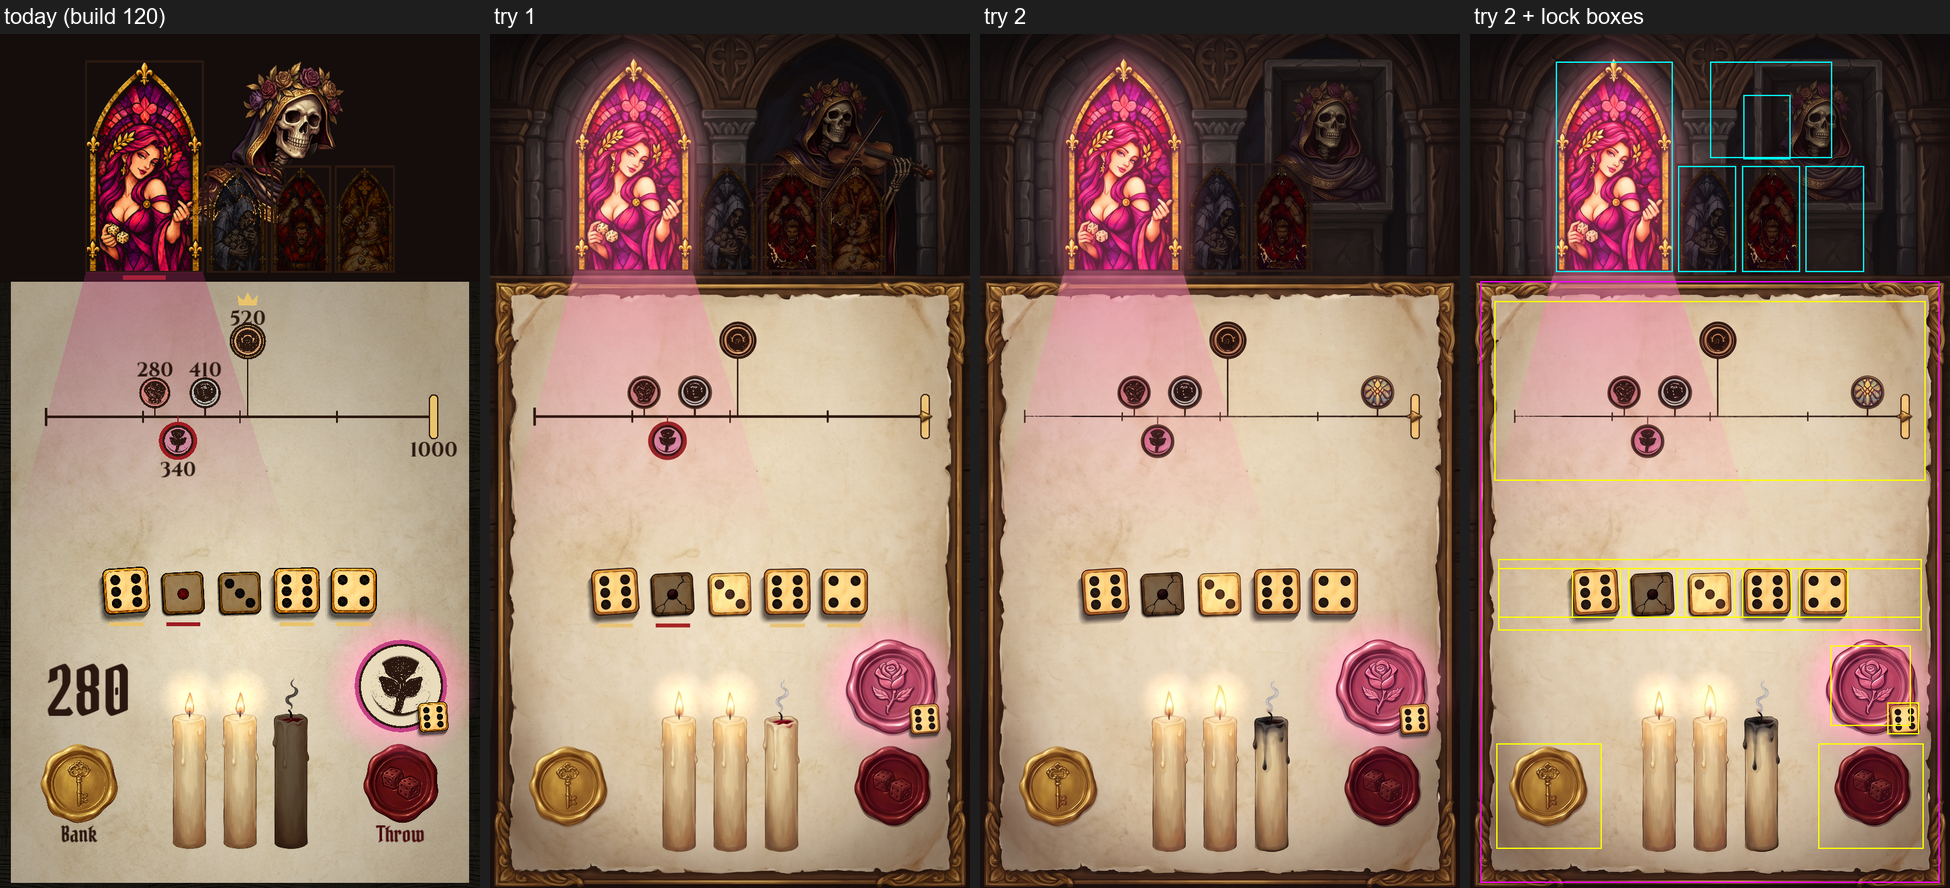 today (build 120)
try 1
try 2
try 2 + lock boxes
520
280 410
1000
340
280
Bank
Throw